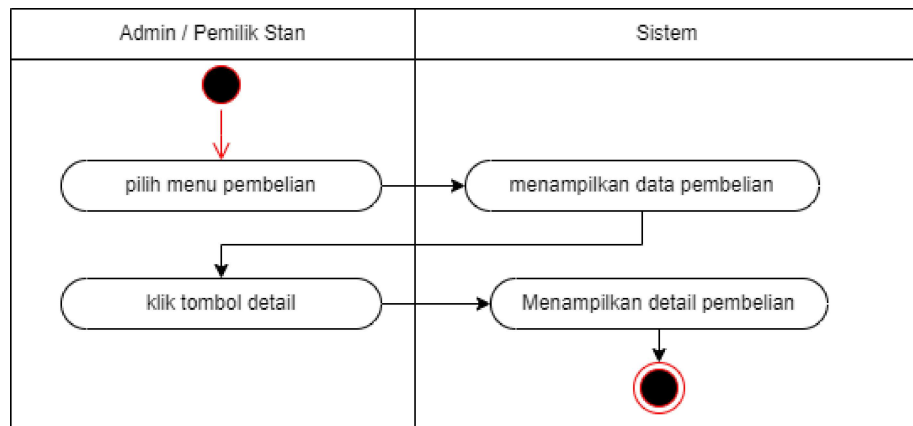 Admin / Pemilik Stan
Sistem
pilih menu pembelian
menampilkan data pembelian
klik tombol detail
Menampilkan detail pembelian